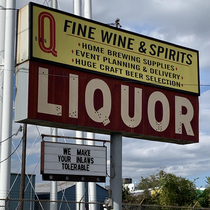 Q FINE WINE & SPIRITS
• HOME BREWING SUPPLIES •
• EVENT PLANNING & DELIVERY •
• HUGE CRAFT BEER SELECTION •
LIQUOR
WE MAKE
YOUR INLAWS
TOLERABLE